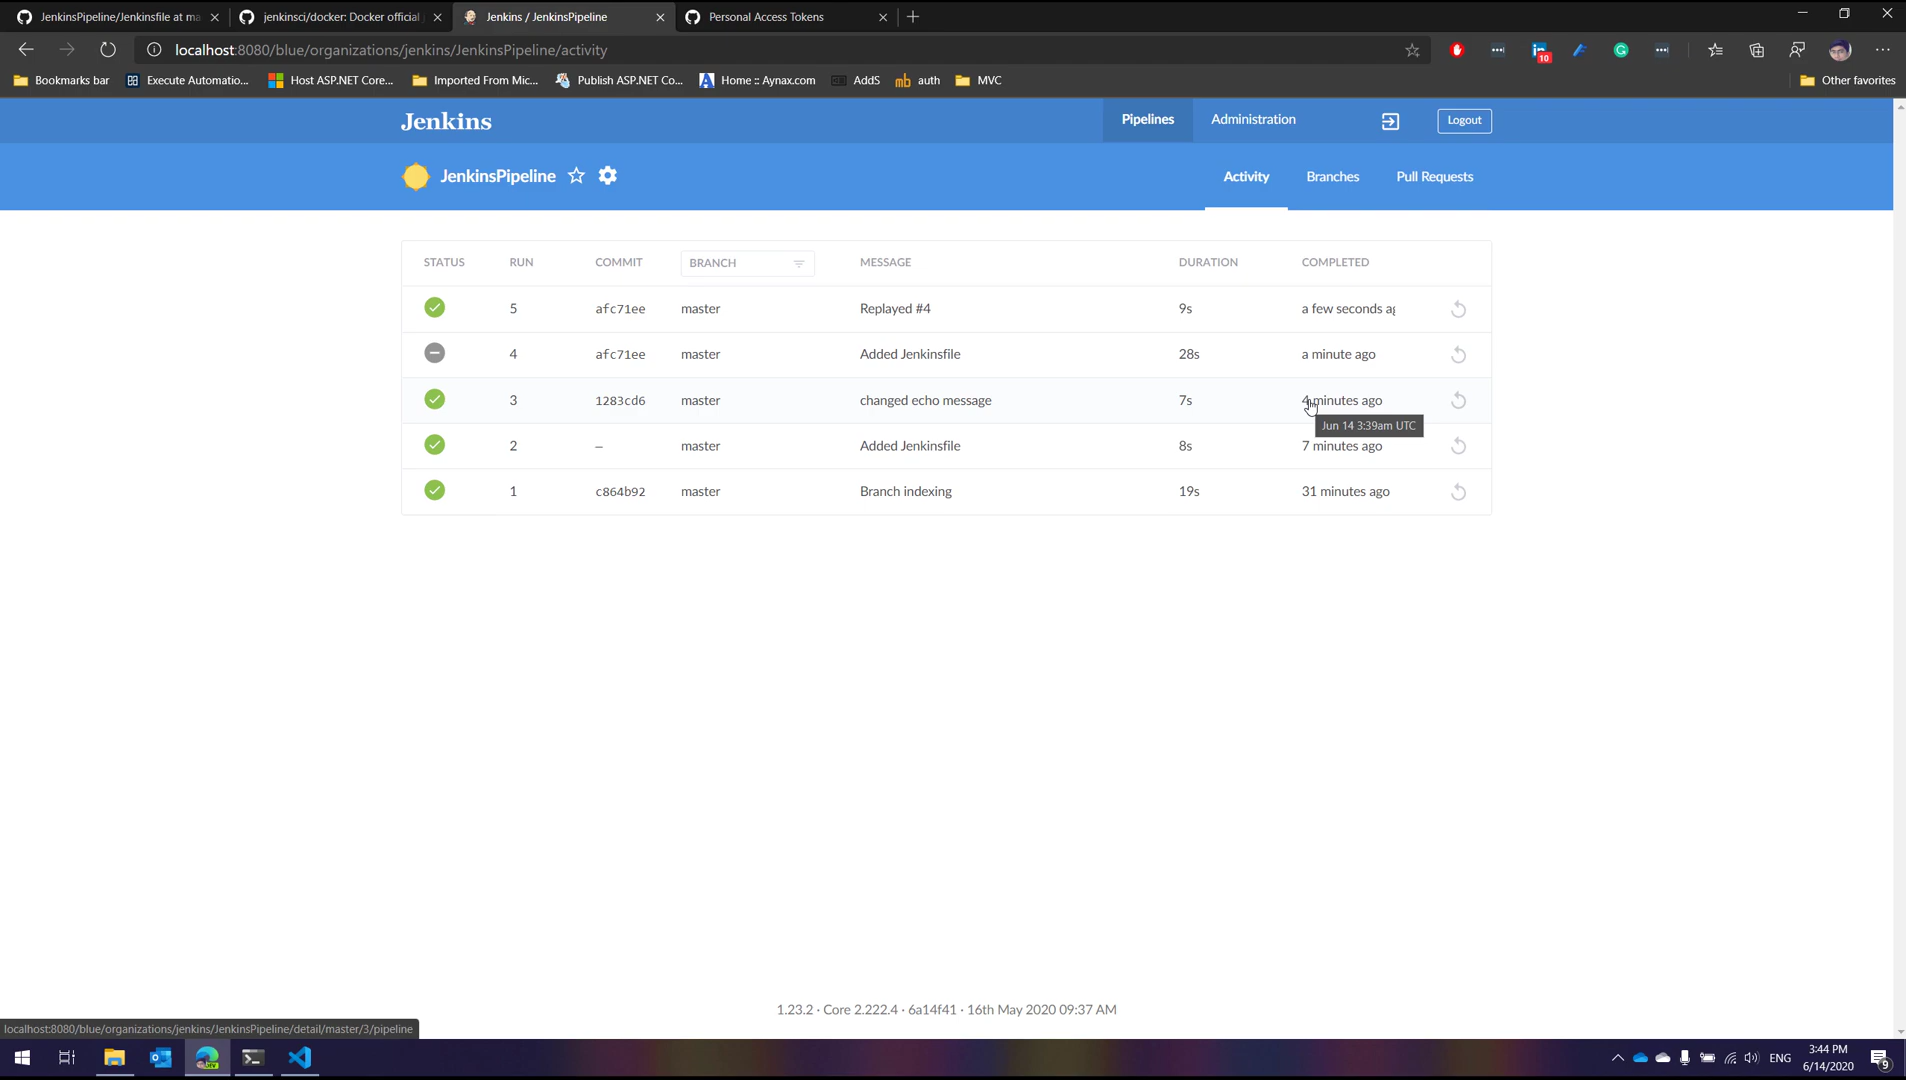 JenkinsPipeline/Jenkinsfile at ma
jenkinsci/docker: Docker official
Jenkins / JenkinsPipeline
Personal Access Tokens
localhost:8080/blue/organizations/jenkins/JenkinsPipeline/activity
10
Bookmarks bar
Execute Automatio...
Host ASP.NET Core...
Imported From Mic...
Publish ASP.NET Co...
Home :: Aynax.com
AddS
auth
MVC
Other favorites
Jenkins
Pipelines
Administration
Logout
JenkinsPipeline
Activity
Branches
Pull Requests
STATUS RUN COMMIT BRANCH MESSAGE DURATION COMPLETED
5 afc71ee master Replayed #4 9s a few seconds ag
4 afc71ee master Added Jenkinsfile 28s a minute ago
3 1283cd6 master changed echo message 7s 4 minutes ago
Jun 14 3:39am UTC
2 – master Added Jenkinsfile 8s 7 minutes ago
1 c864b92 master Branch indexing 19s 31 minutes ago
1.23.2 · Core 2.222.4 · 6a14f41 · 16th May 2020 09:37 AM
localhost:8080/blue/organizations/jenkins/JenkinsPipeline/detail/master/3/pipeline
ENG
3:44 PM
6/14/2020
9